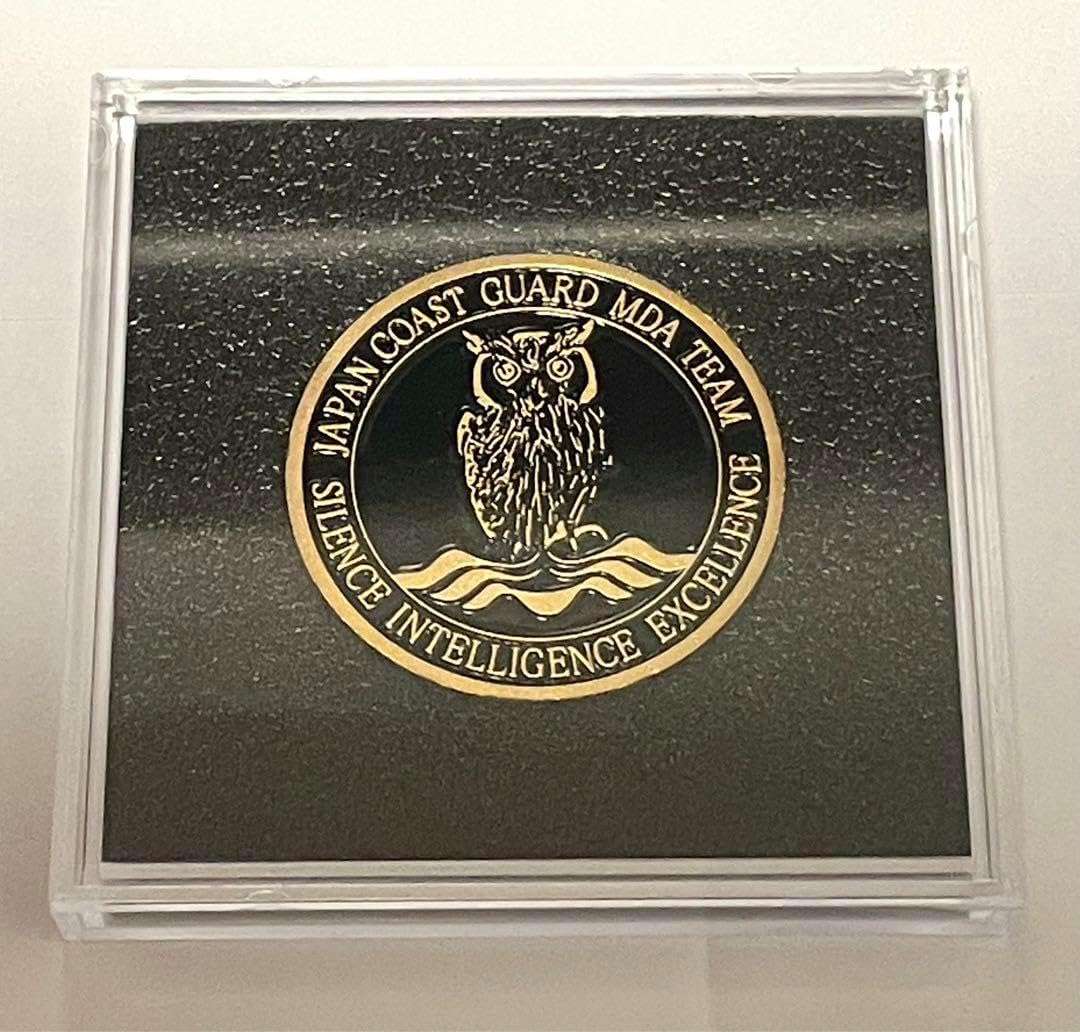 JAPAN COAST GUARD MDA TEAM
SILENCE INTELLIGENCE EXCELLENCE